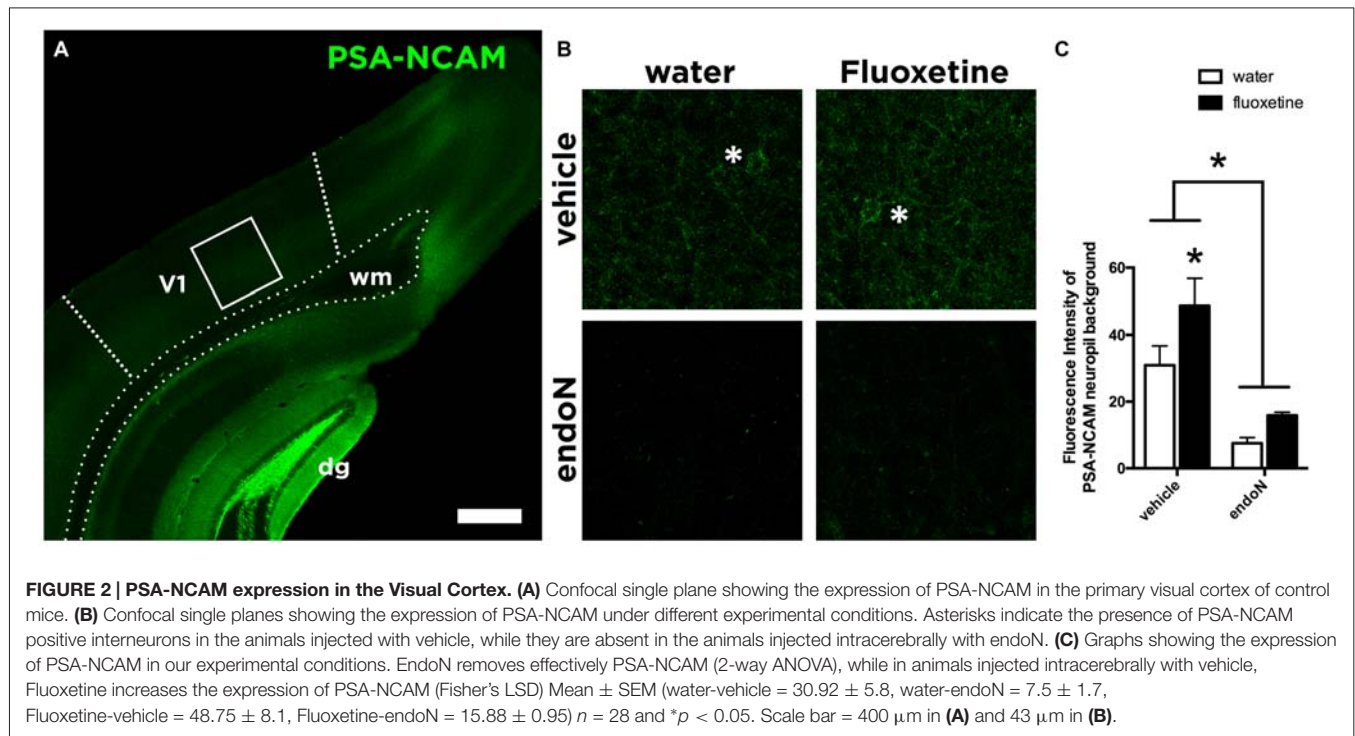 A
PSA-NCAM
V1
wm
dg
B
water
Fluoxetine
vehicle
endoN
*
*
C
water
fluoxetine
*
*
Fluorescence Intensity of
PSA-NCAM neuropil background
60
40
20
0
vehicle
endoN
FIGURE 2 | PSA-NCAM expression in the Visual Cortex. (A) Confocal single plane showing the expression of PSA-NCAM in the primary visual cortex of control
mice. (B) Confocal single planes showing the expression of PSA-NCAM under different experimental conditions. Asterisks indicate the presence of PSA-NCAM
positive interneurons in the animals injected with vehicle, while they are absent in the animals injected intracerebrally with endoN. (C) Graphs showing the expression
of PSA-NCAM in our experimental conditions. EndoN removes effectively PSA-NCAM (2-way ANOVA), while in animals injected intracerebrally with vehicle,
Fluoxetine increases the expression of PSA-NCAM (Fisher's LSD) Mean ± SEM (water-vehicle = 30.92 ± 5.8, water-endoN = 7.5 ± 1.7,
Fluoxetine-vehicle = 48.75 ± 8.1, Fluoxetine-endoN = 15.88 ± 0.95) n = 28 and *p < 0.05. Scale bar = 400 µm in (A) and 43 µm in (B).